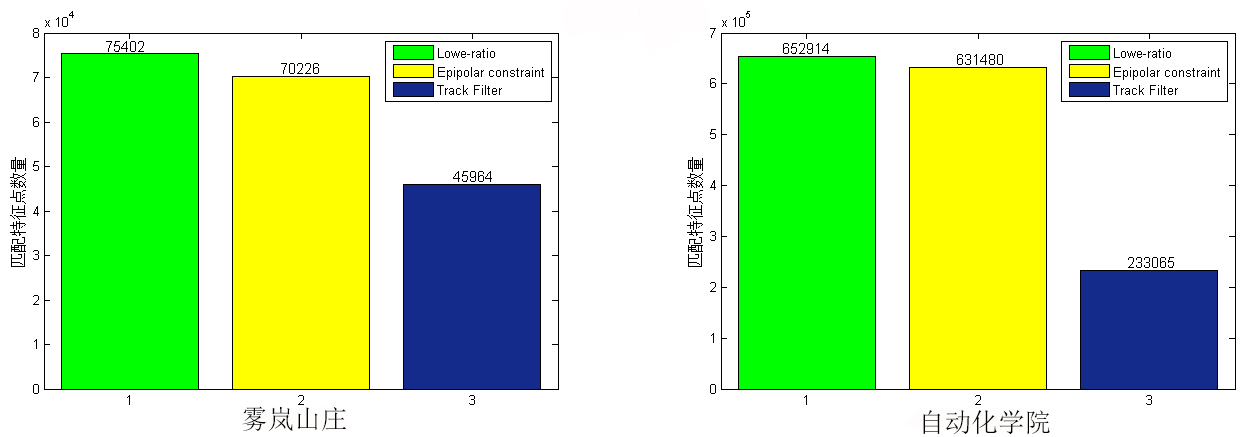 x 10^4
8
7
6
5
4
3
2
1
0
匹配特征点数量
75402
70226
45964
Lowe-ratio
Epipolar constraint
Track Filter
1 2 3
雾岚山庄
x 10^5
7
6
5
4
3
2
1
0
匹配特征点数量
652914
631480
233065
Lowe-ratio
Epipolar constraint
Track Filter
1 2 3
自动化学院